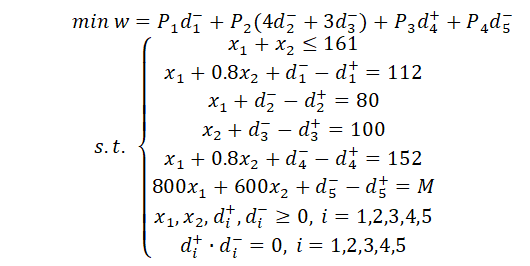 min w = P₁d₁⁻ + P₂(4d₂⁻ + 3d₃⁻) + P₃d₄⁺ + P₄d₅⁻
s.t.
x₁ + x₂ ≤ 161
x₁ + 0.8x₂ + d₁⁻ − d₁⁺ = 112
x₁ + d₂⁻ − d₂⁺ = 80
x₂ + d₃⁻ − d₃⁺ = 100
x₁ + 0.8x₂ + d₄⁻ − d₄⁺ = 152
800x₁ + 600x₂ + d₅⁻ − d₅⁺ = M
x₁, x₂, dᵢ⁺, dᵢ⁻ ≥ 0, i = 1,2,3,4,5
dᵢ⁺ · dᵢ⁻ = 0, i = 1,2,3,4,5